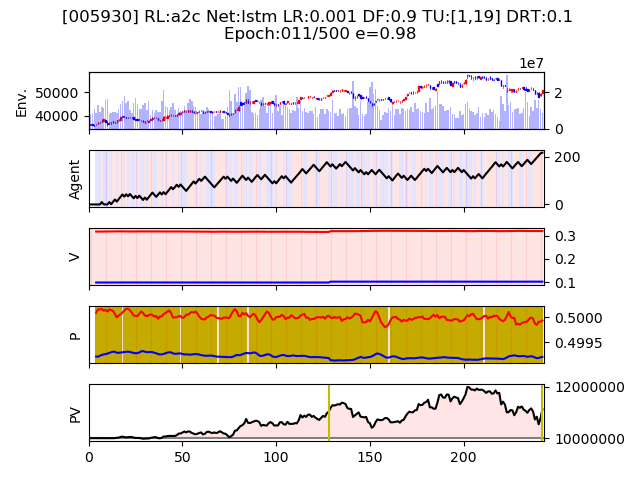 [005930] RL:a2c Net:lstm LR:0.001 DF:0.9 TU:[1,19] DRT:0.1
Epoch:011/500 e=0.98
1e7
Env.
50000
40000
2
0
Agent
200
0
V
0.3
0.2
0.1
P
0.5000
0.4995
PV
12000000
10000000
0 50 100 150 200